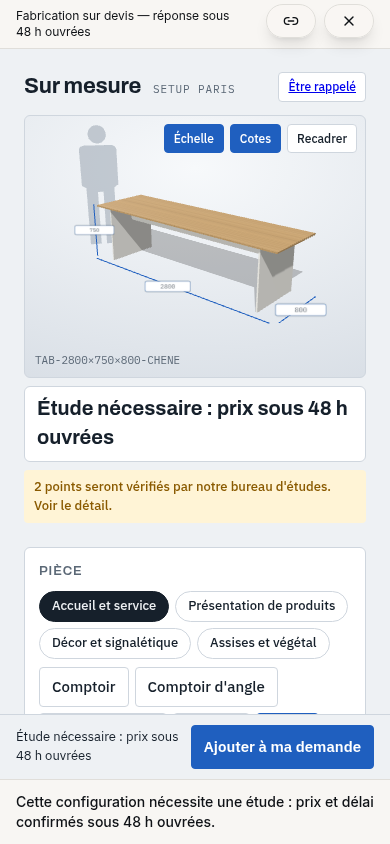 Fabrication sur devis — réponse sous
48 h ouvrées
Sur mesure SETUP PARIS
Être rappelé
Échelle Cotes Recadrer
750
2800
800
TAB-2800×750×800-CHENE
Étude nécessaire : prix sous 48 h
ouvrées
2 points seront vérifiés par notre bureau d'études.
Voir le détail.
PIÈCE
Accueil et service Présentation de produits
Décor et signalétique Assises et végétal
Comptoir Comptoir d'angle
Étude nécessaire : prix sous
48 h ouvrées
Ajouter à ma demande
Cette configuration nécessite une étude : prix et délai
confirmés sous 48 h ouvrées.